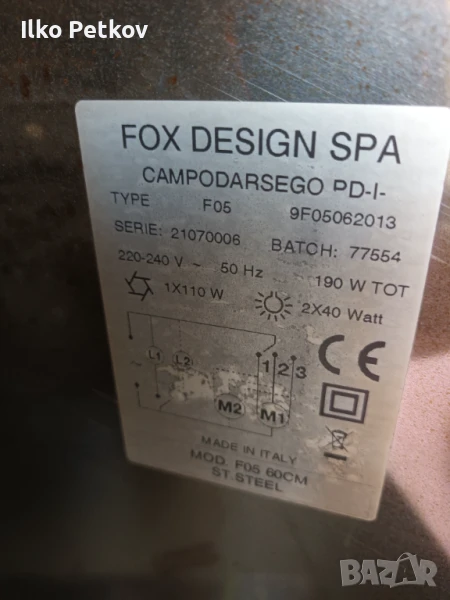 Ilko Petkov
FOX DESIGN SPA
CAMPODARSEGO PD-I-
TYPE F05 9F05062013
SERIE: 21070006 BATCH: 77554
220-240 V ~ 50 Hz 190 W TOT
1X110 W 2X40 Watt
L1 L2 1 2 3
~
M2 M1
CE
MADE IN ITALY
MOD. F05 60CM
ST.STEEL
BAZAR